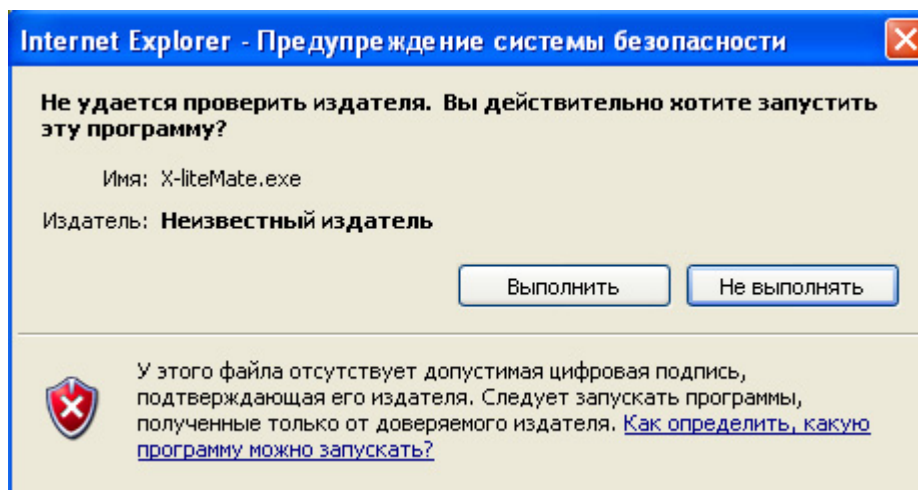 Internet Explorer - Предупреждение системы безопасности
Не удается проверить издателя. Вы действительно хотите запустить
эту программу?
Имя: X-liteMate.exe
Издатель: Неизвестный издатель
Выполнить Не выполнять
У этого файла отсутствует допустимая цифровая подпись,
подтверждающая его издателя. Следует запускать программы,
полученные только от доверяемого издателя. Как определить, какую
программу можно запускать?